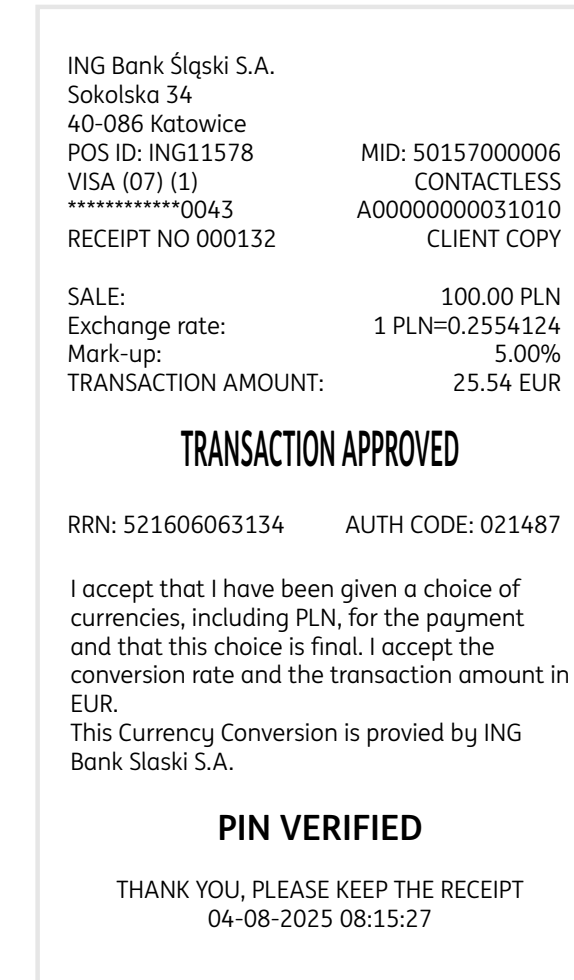 ING Bank Śląski S.A.
Sokolska 34
40-086 Katowice
POS ID: ING11578 MID: 50157000006
VISA (07) (1) CONTACTLESS
************0043 A00000000031010
RECEIPT NO 000132 CLIENT COPY
SALE: 100.00 PLN
Exchange rate: 1 PLN=0.2554124
Mark-up: 5.00%
TRANSACTION AMOUNT: 25.54 EUR
TRANSACTION APPROVED
RRN: 521606063134 AUTH CODE: 021487
I accept that I have been given a choice of
currencies, including PLN, for the payment
and that this choice is final. I accept the
conversion rate and the transaction amount in
EUR.
This Currency Conversion is provied by ING
Bank Slaski S.A.
PIN VERIFIED
THANK YOU, PLEASE KEEP THE RECEIPT
04-08-2025 08:15:27